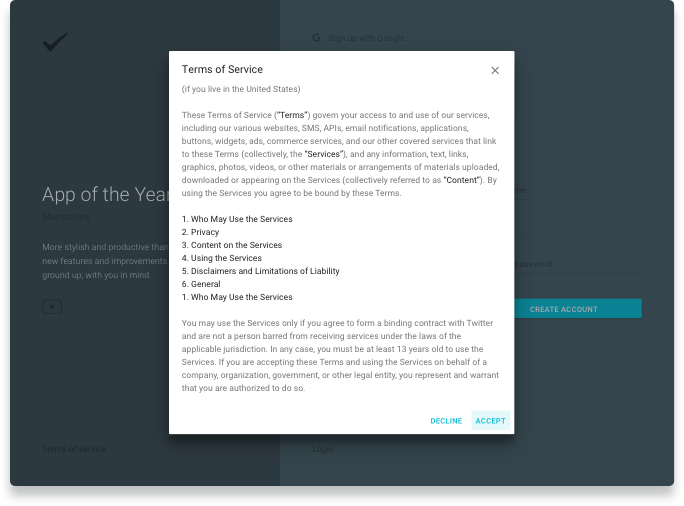 Sign up with Google
Terms of Service
(if you live in the United States)
These Terms of Service (“Terms”) govern your access to and use of our services,
including our various websites, SMS, APIs, email notifications, applications,
buttons, widgets, ads, commerce services, and our other covered services that link
to these Terms (collectively, the “Services”), and any information, text, links,
graphics, photos, videos, or other materials or arrangements of materials uploaded,
downloaded or appearing on the Services (collectively referred to as “Content”). By
using the Services you agree to be bound by these Terms.
1. Who May Use the Services
2. Privacy
3. Content on the Services
4. Using the Services
5. Disclaimers and Limitations of Liability
6. General
1. Who May Use the Services
You may use the Services only if you agree to form a binding contract with Twitter
and are not a person barred from receiving services under the laws of the
applicable jurisdiction. In any case, you must be at least 13 years old to use the
Services. If you are accepting these Terms and using the Services on behalf of a
company, organization, government, or other legal entity, you represent and warrant
that you are authorized to do so.
DECLINE
ACCEPT
App of the Year
Macstories
More stylish and productive than
new features and improvements
ground up, with you in mind.
password
CREATE ACCOUNT
Terms of service
Login